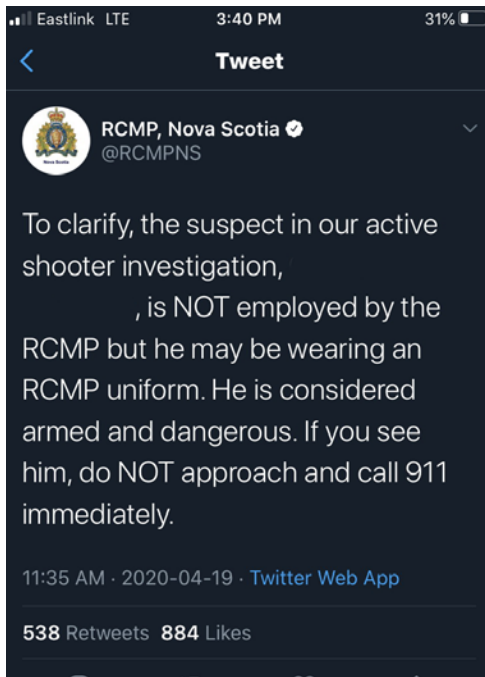 Eastlink LTE 3:40 PM 31%
Tweet
RCMP, Nova Scotia
@RCMPNS
To clarify, the suspect in our active
shooter investigation,
, is NOT employed by the
RCMP but he may be wearing an
RCMP uniform. He is considered
armed and dangerous. If you see
him, do NOT approach and call 911
immediately.
11:35 AM · 2020-04-19 · Twitter Web App
538 Retweets 884 Likes